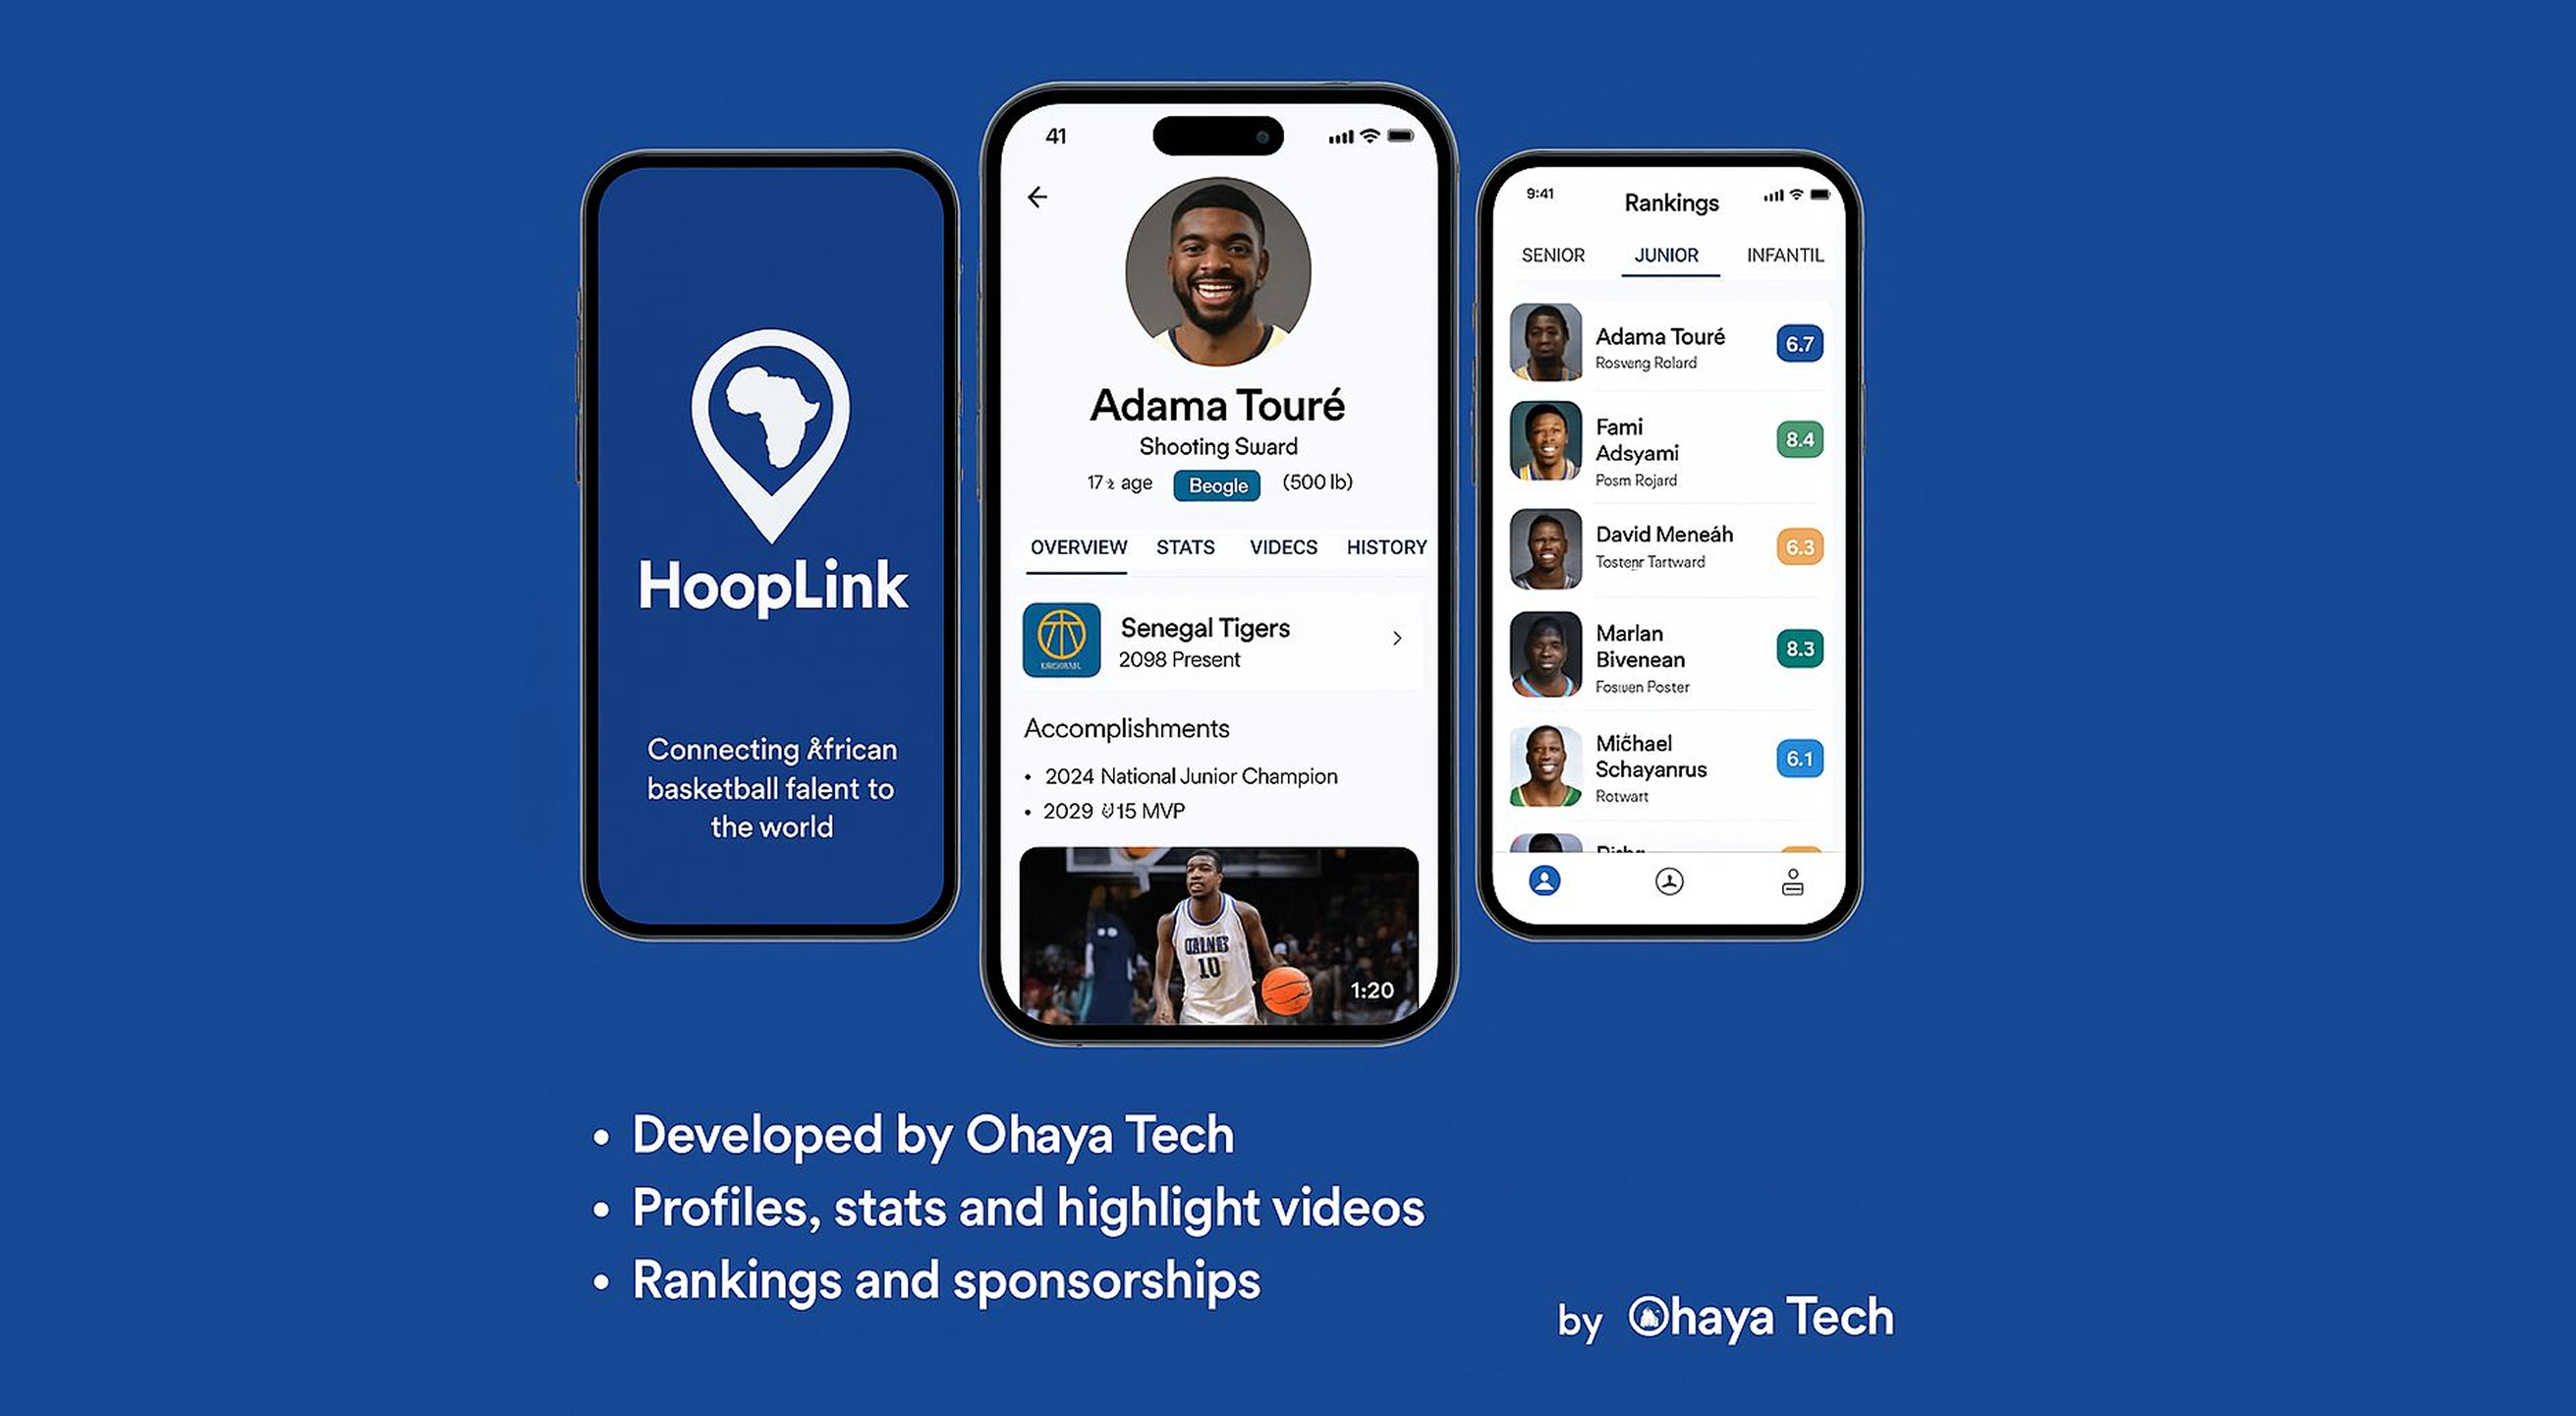 HoopLink
Connecting African
basketball falent to
the world
41
Adama Touré
Shooting Sward
17 age
Beogle
(500 lb)
OVERVIEW
STATS
VIDECS
HISTORY
Senegal Tigers
2098 Present
Accomplishments
• 2024 National Junior Champion
• 2029 15 MVP
10
1:20
9:41
Rankings
SENIOR
JUNIOR
INFANTIL
Adama Touré
Rosweng Rolard
6.7
Fami
Adsyami
Posm Rojard
8.4
David Meneáh
Tostenr Tartward
6.3
Marlan
Bivenean
Foswen Poster
8.3
Michael
Schayanrus
Rotwart
6.1
• Developed by Ohaya Tech
• Profiles, stats and highlight videos
• Rankings and sponsorships
by Ohaya Tech